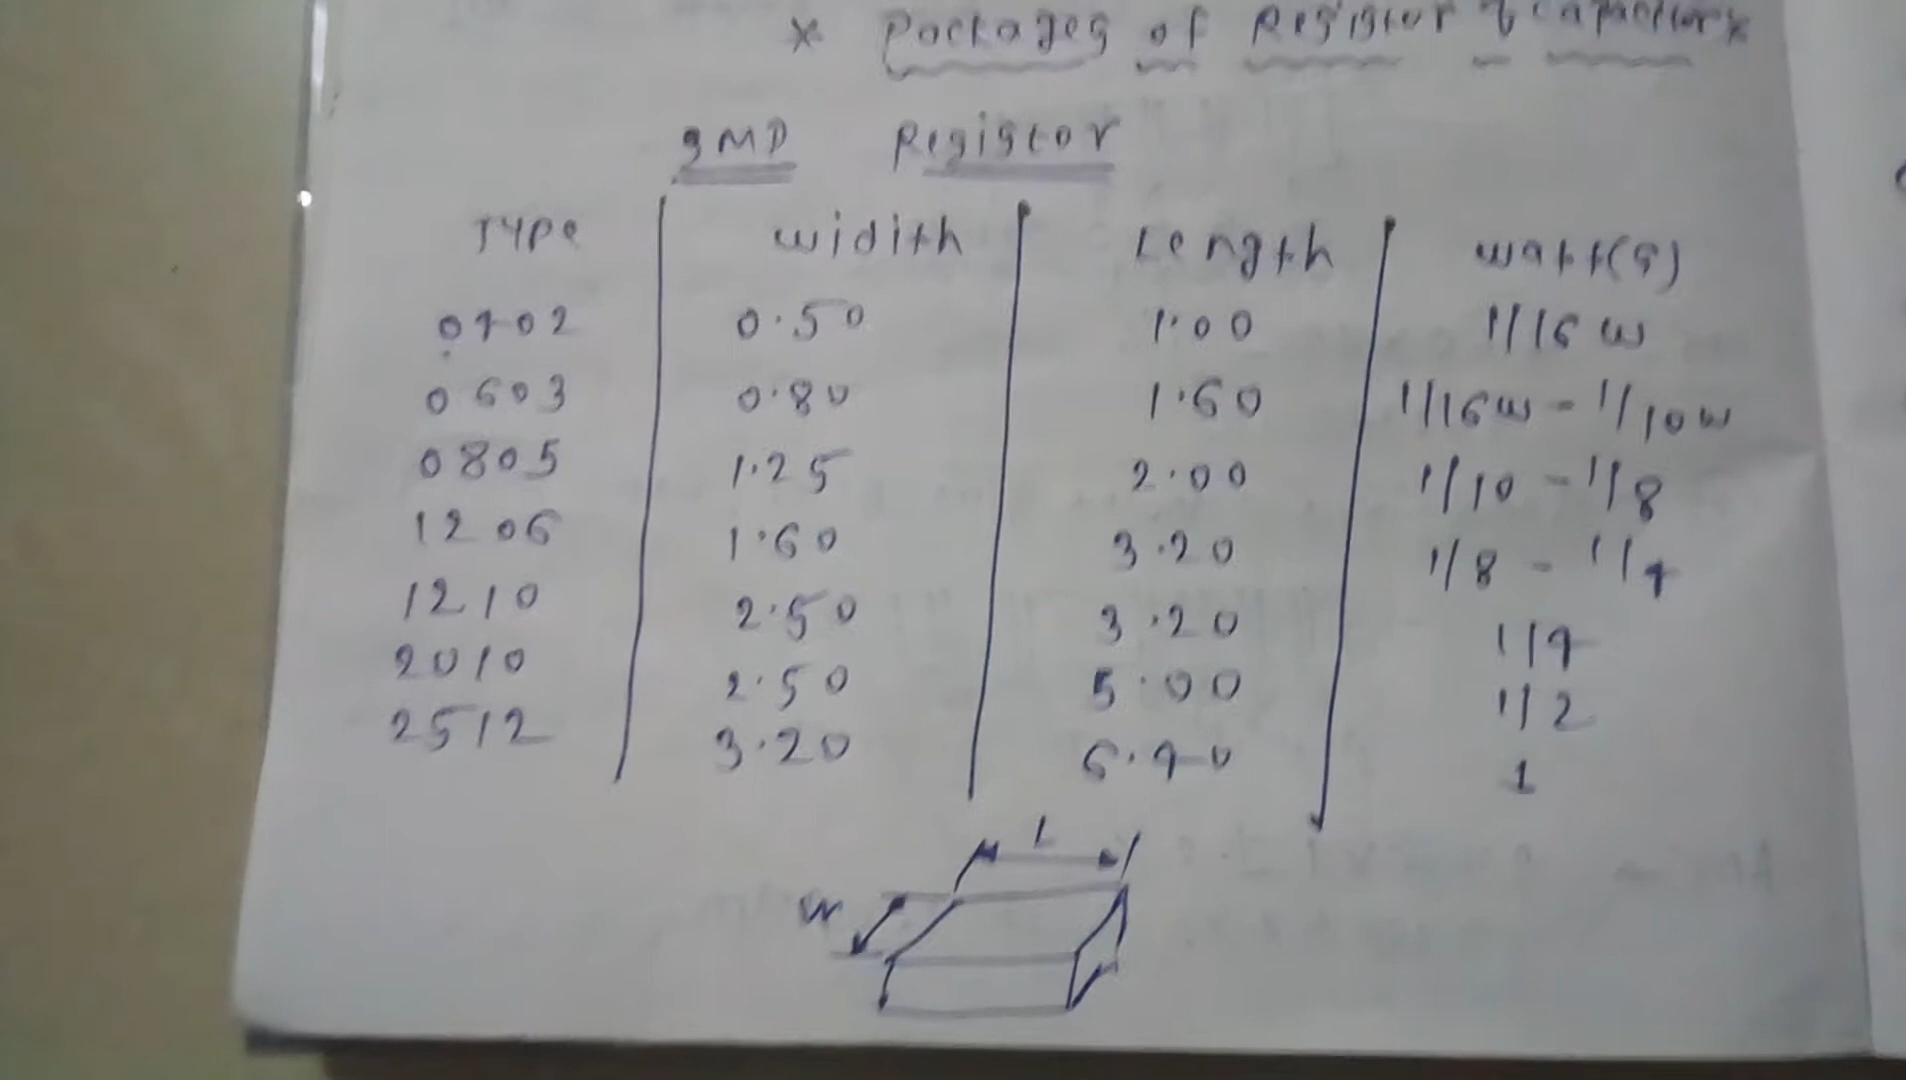 * Packages of Resistor & Capacitor *
SMD Resistor
TYPe widith Length watt(s)
0402 0.50 1.00 1/16 w
0603 0.80 1.60 1/16w - 1/10w
0805 1.25 2.00 1/10 - 1/8
1206 1.60 3.20 1/8 - 1/4
1210 2.50 3.20 1/4
2010 2.50 5.00 1/2
2512 3.20 6.40 1
L
W